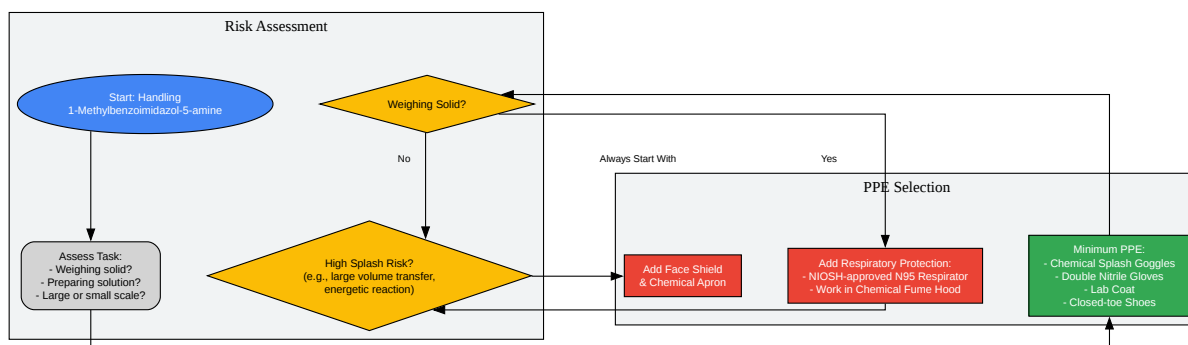 Risk Assessment
Start: Handling
1-Methylbenzoimidazol-5-amine
Weighing Solid?
No
Always Start With
Yes
PPE Selection
Assess Task:
- Weighing solid?
- Preparing solution?
- Large or small scale?
High Splash Risk?
(e.g., large volume transfer,
energetic reaction)
Add Face Shield
& Chemical Apron
Add Respiratory Protection:
- NIOSH-approved N95 Respirator
- Work in Chemical Fume Hood
Minimum PPE:
- Chemical Splash Goggles
- Double Nitrile Gloves
- Lab Coat
- Closed-toe Shoes